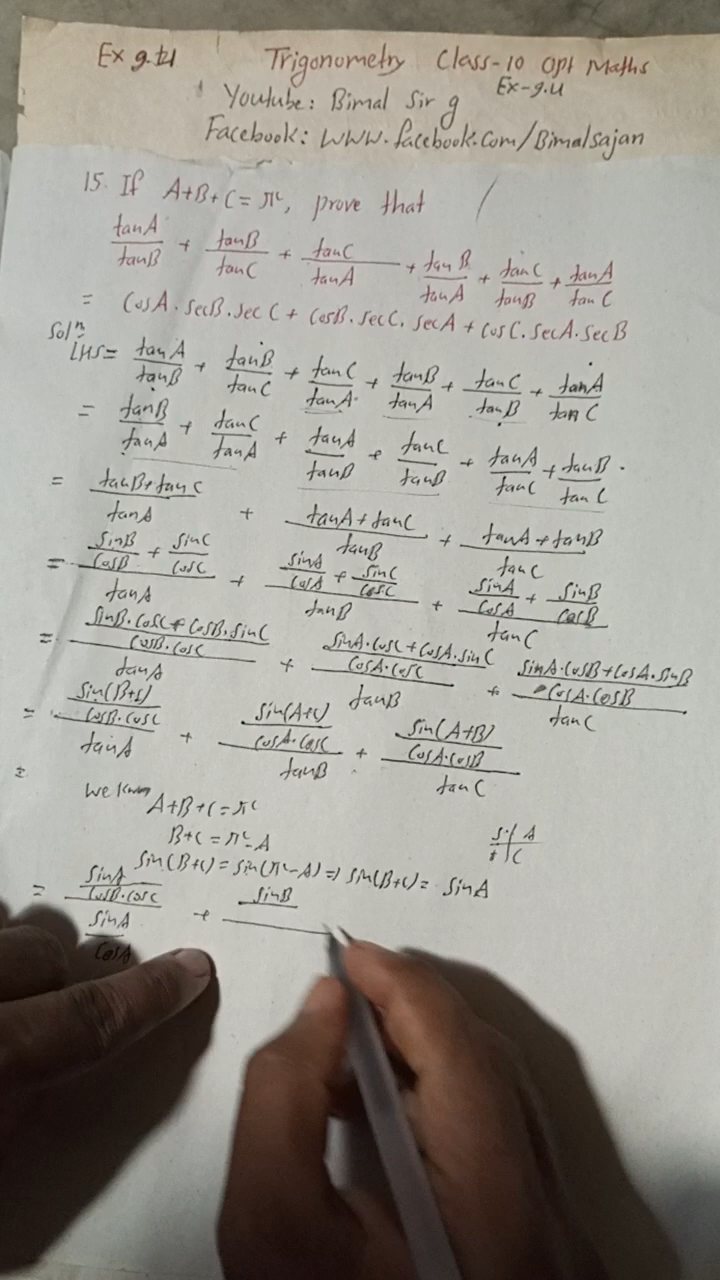 Ex 9.4 Trigonometry Class-10 Opt Maths
Ex-9.4
Youtube: Bimal Sir g
Facebook: WWW.facebook.com/Bimalsajan
15. If A+B+C = πᶜ, prove that
tanA/tanB + tanB/tanC + tanC/tanA + tanB/tanA + tanC/tanB + tanA/tanC
= CosA. secB. sec C + CosB. secC. secA + cosC. secA. secB
Solⁿ
LHS = tanA/tanB + tanB/tanC + tanC/tanA + tanB/tanA + tanC/tanB + tanA/tanC
= tanB/tanA + tanC/tanA + tanA/tanB + tanC/tanB + tanA/tanC + tanB/tanC
= (tanB+tanC)/tanA + (tanA+tanC)/tanB + (tanA+tanB)/tanC
= (sinB/cosB + sinC/cosC)/tanA + (sinA/cosA + sinC/cosC)/tanB + (sinA/cosA + sinB/cosB)/tanC
= ((sinB.cosC+cosB.sinC)/(cosB.cosC))/tanA + ((sinA.cosC+cosA.sinC)/(cosA.cosC))/tanB + ((sinA.cosB+cosA.sinB)/(cosA.cosB))/tanC
= (sin(B+C)/(cosB.cosC))/tanA + (sin(A+C)/(cosA.cosC))/tanB + (sin(A+B)/(cosA.cosB))/tanC
=
We know
A+B+C = πᶜ
B+C = πᶜ-A
S A
t C
sin(B+C) = sin(πᶜ-A) => sin(B+C) = sinA
= (sinA/(cosB.cosC))/(sinA/cosA) + sinB